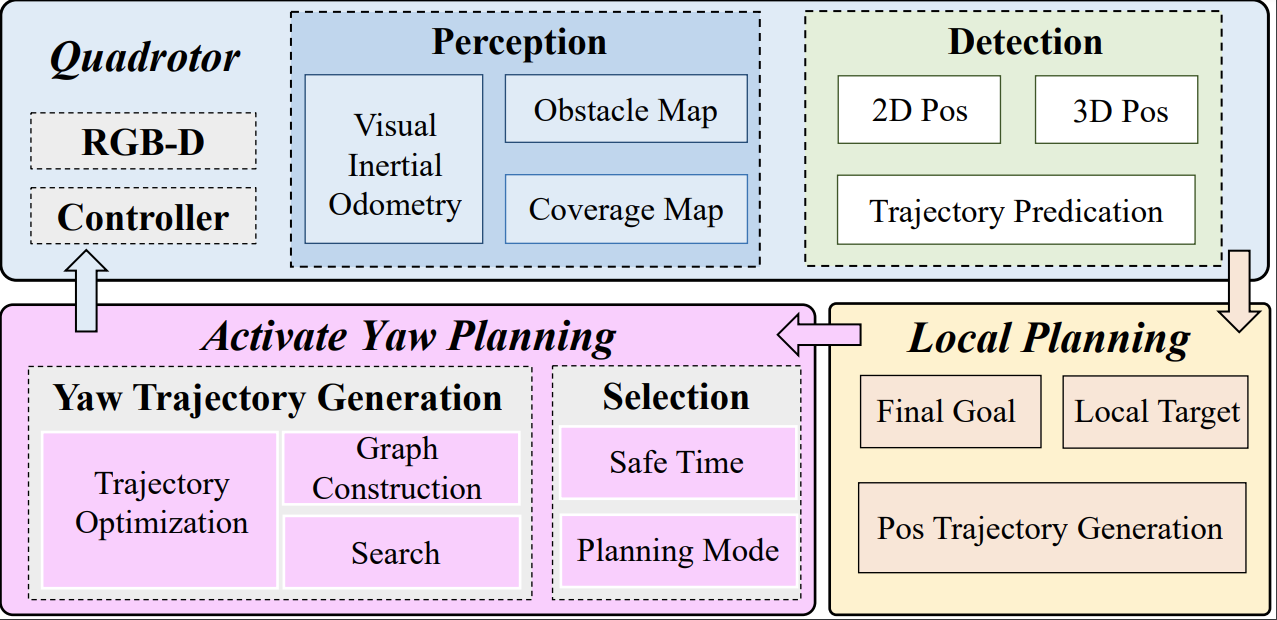 Quadrotor
RGB-D
Controller
Perception
Visual
Inertial
Odometry
Obstacle Map
Coverage Map
Detection
2D Pos
3D Pos
Trajectory Predication
Activate Yaw Planning
Yaw Trajectory Generation
Trajectory
Optimization
Graph
Construction
Search
Selection
Safe Time
Planning Mode
Local Planning
Final Goal
Local Target
Pos Trajectory Generation